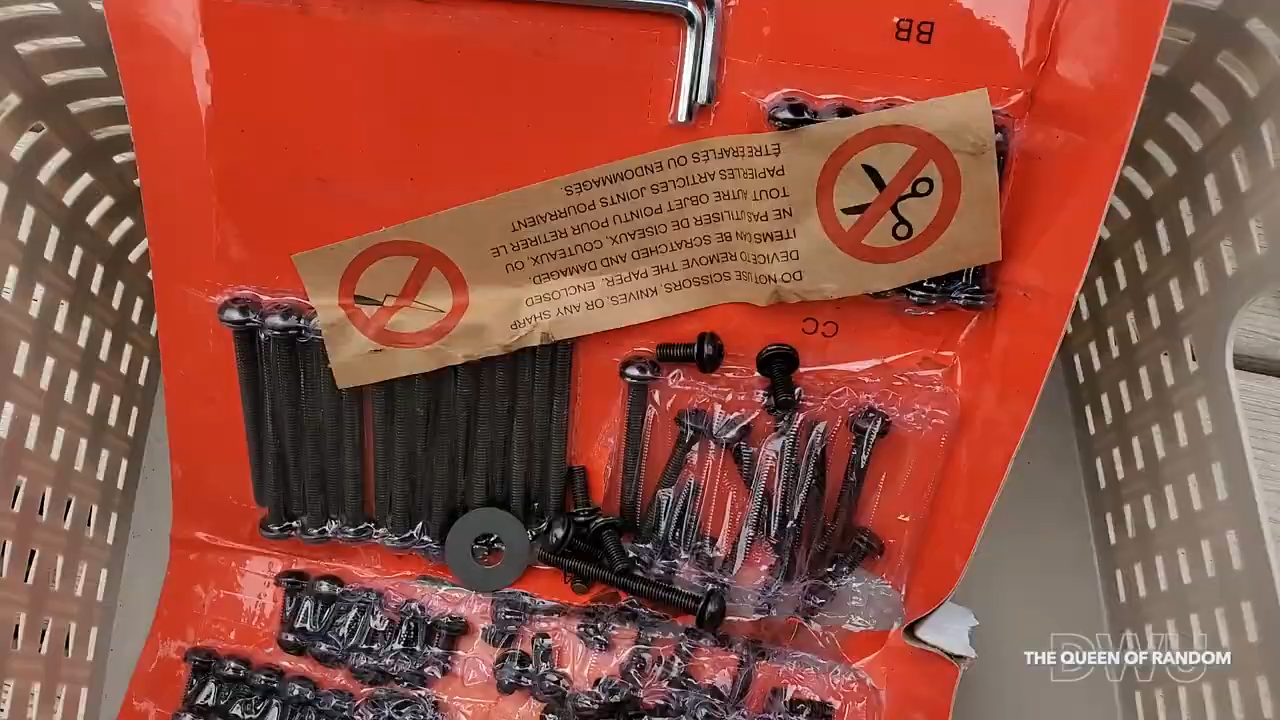 BB
DO NOT USE SCISSORS, KNIVES, OR ANY SHARP
DEVICE TO REMOVE THE PAPER. ENCLOSED
ITEMS CAN BE SCRATCHED AND DAMAGED.
NE PAS UTILISER DE CISEAUX, COUTEAUX, OU
TOUT AUTRE OBJET POINTU POUR RETIRER LE
PAPIER LES ARTICLES JOINTS POURRAIENT
ÊTRE ÉRAFLÉS OU ENDOMMAGÉS
CC
DWU
THE QUEEN OF RANDOM